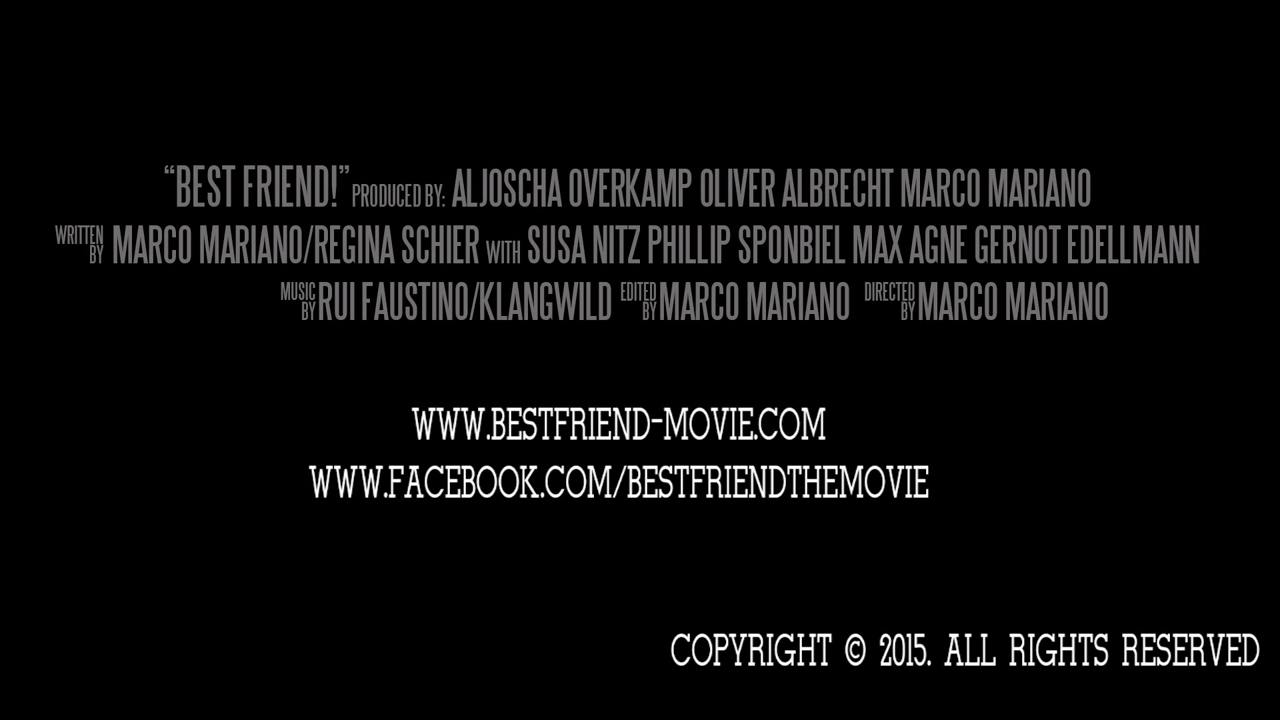 “BEST FRIEND!” PRODUCED BY: ALJOSCHA OVERKAMP OLIVER ALBRECHT MARCO MARIANO
WRITTEN BY MARCO MARIANO/REGINA SCHIER WITH SUSA NITZ PHILLIP SPONBIEL MAX AGNE GERNOT EDELLMANN
MUSIC BY RUI FAUSTINO/KLANGWILD EDITED BY MARCO MARIANO DIRECTED BY MARCO MARIANO
WWW.BESTFRIEND-MOVIE.COM
WWW.FACEBOOK.COM/BESTFRIENDTHEMOVIE
COPYRIGHT © 2015. ALL RIGHTS RESERVED